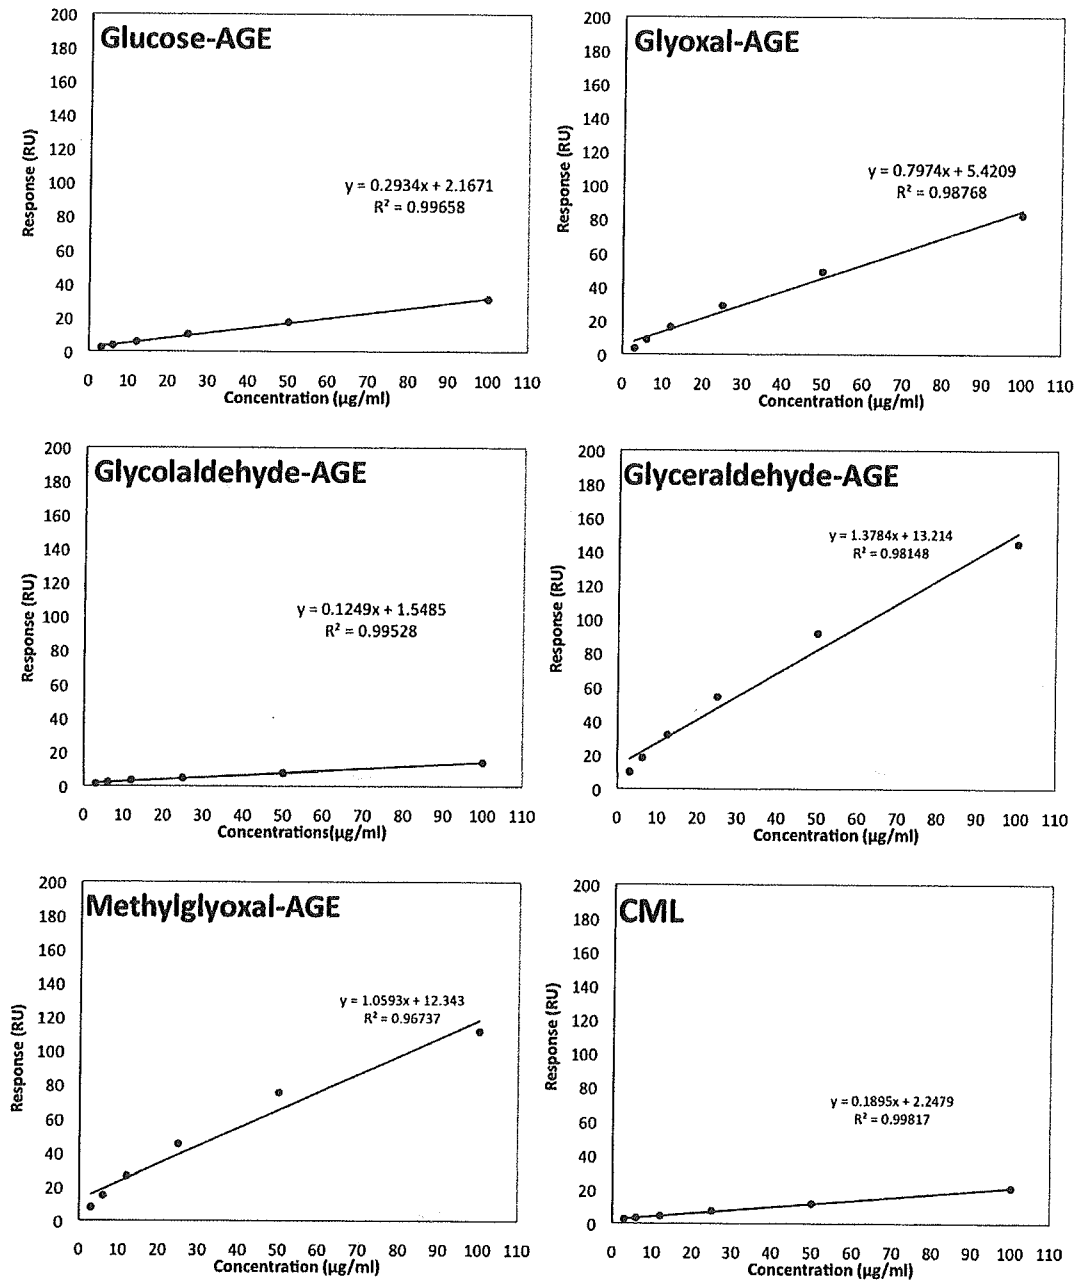 Glucose-AGE
200
180
160
140
120
100
80
60
40
20
0
Response (RU)
y = 0.2934x + 2.1671
R² = 0.99658
0 10 20 30 40 50 60 70 80 90 100 110
Concentration (µg/ml)
Glyoxal-AGE
200
180
160
140
120
100
80
60
40
20
0
Response (RU)
y = 0.7974x + 5.4209
R² = 0.98768
0 10 20 30 40 50 60 70 80 90 100 110
Concentration (µg/ml)
Glycolaldehyde-AGE
200
180
160
140
120
100
80
60
40
20
0
Response (RU)
y = 0.1249x + 1.5485
R² = 0.99528
0 10 20 30 40 50 60 70 80 90 100 110
Concentrations(µg/ml)
Glyceraldehyde-AGE
200
180
160
140
120
100
80
60
40
20
0
Response (RU)
y = 1.3784x + 13.214
R² = 0.98148
0 10 20 30 40 50 60 70 80 90 100 110
Concentration (µg/ml)
Methylglyoxal-AGE
200
180
160
140
120
100
80
60
40
20
0
Response (RU)
y = 1.0593x + 12.343
R² = 0.96737
0 10 20 30 40 50 60 70 80 90 100 110
Concentration (µg/ml)
CML
200
180
160
140
120
100
80
60
40
20
0
Response (RU)
y = 0.1895x + 2.2479
R² = 0.99817
0 10 20 30 40 50 60 70 80 90 100 110
Concentration (µg/ml)